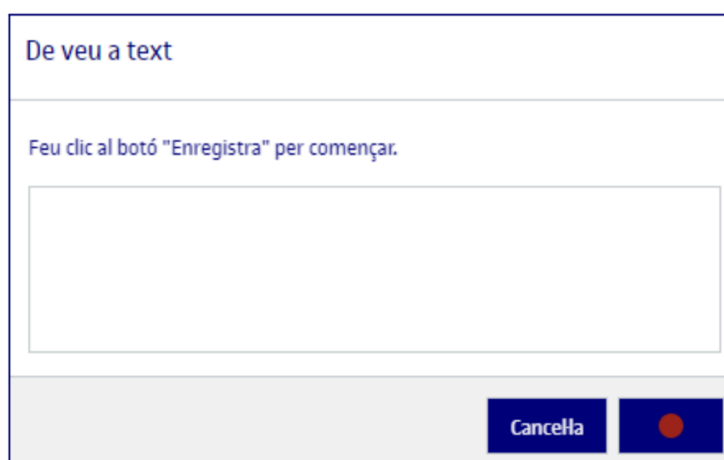 De veu a text
Feu clic al botó "Enregistra" per començar.
Cancel·la